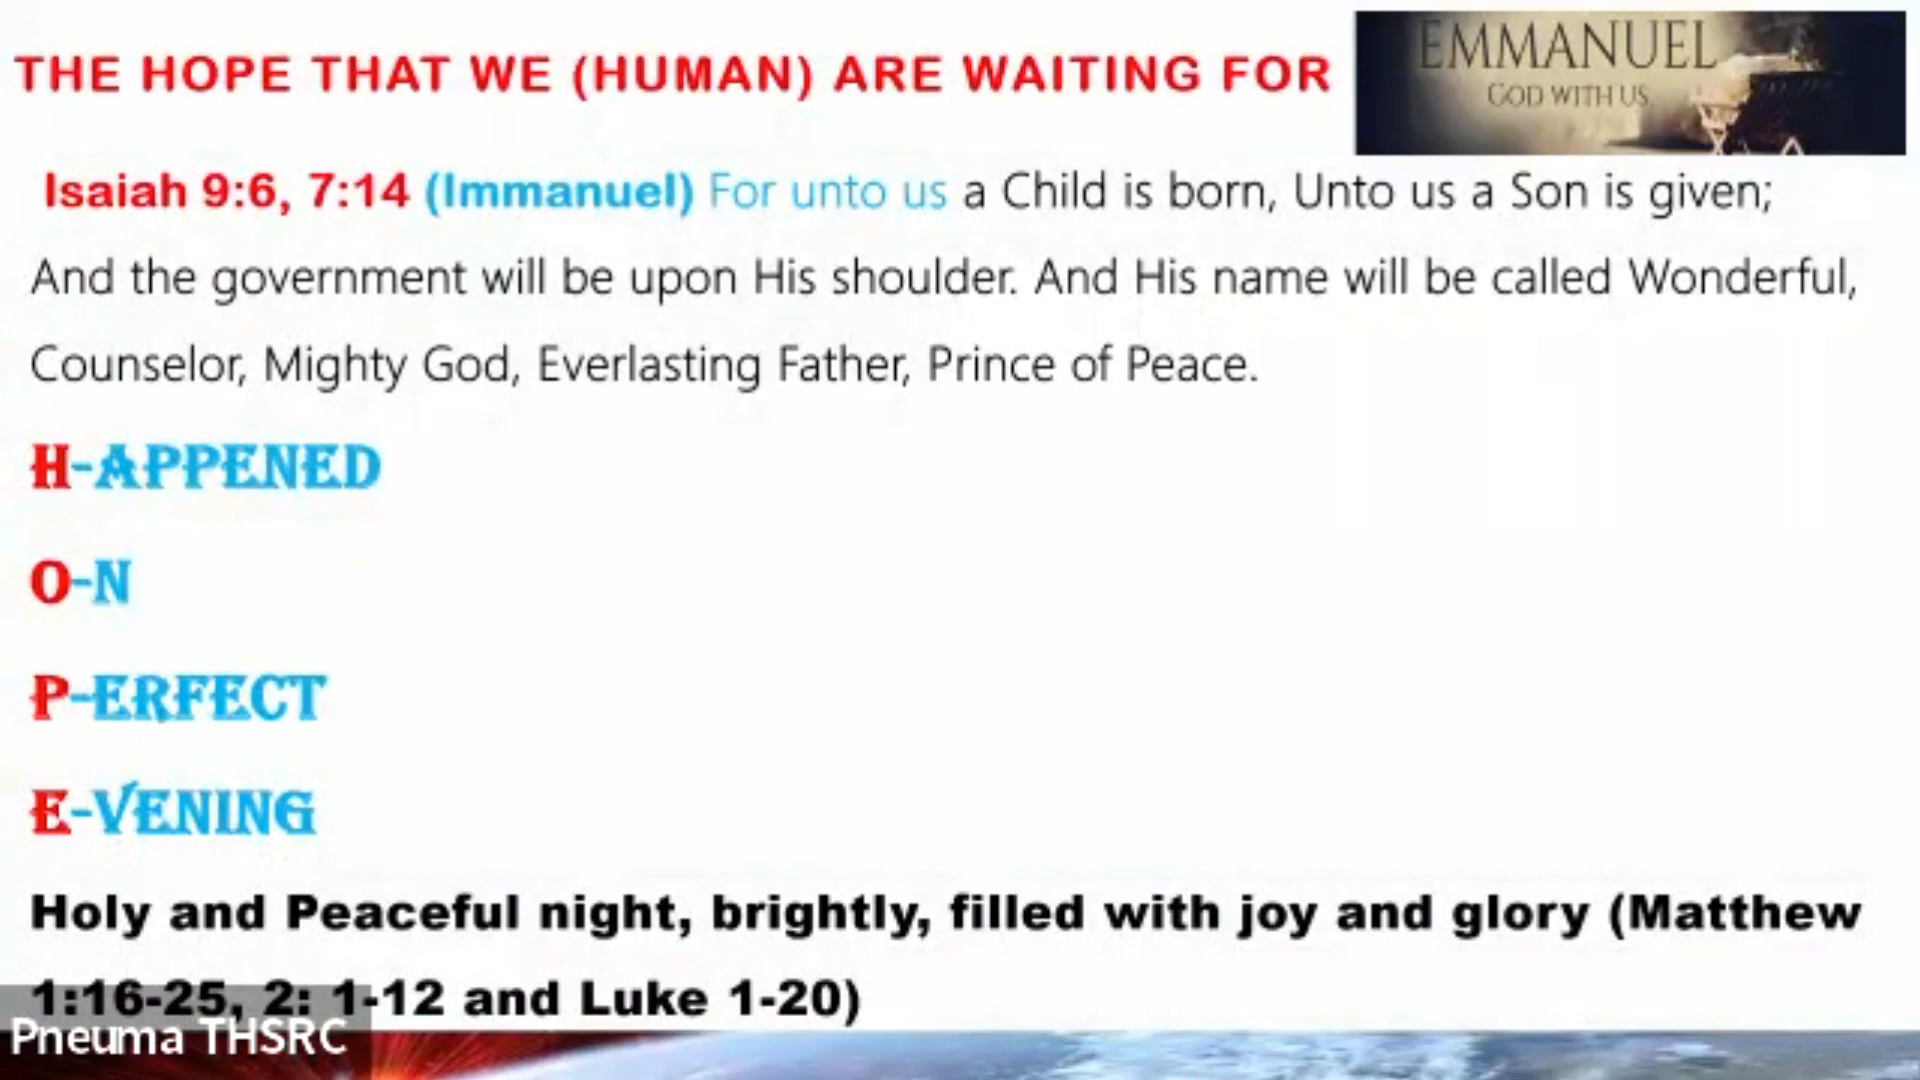 THE HOPE THAT WE (HUMAN) ARE WAITING FOR
EMMANUEL
GOD WITH US
Isaiah 9:6, 7:14 (Immanuel) For unto us a Child is born, Unto us a Son is given;
And the government will be upon His shoulder. And His name will be called Wonderful,
Counselor, Mighty God, Everlasting Father, Prince of Peace.
H-APPENED
O-N
P-ERFECT
E-VENING
Holy and Peaceful night, brightly, filled with joy and glory (Matthew
1:16-25, 2: 1-12 and Luke 1-20)
Pneuma THSRC